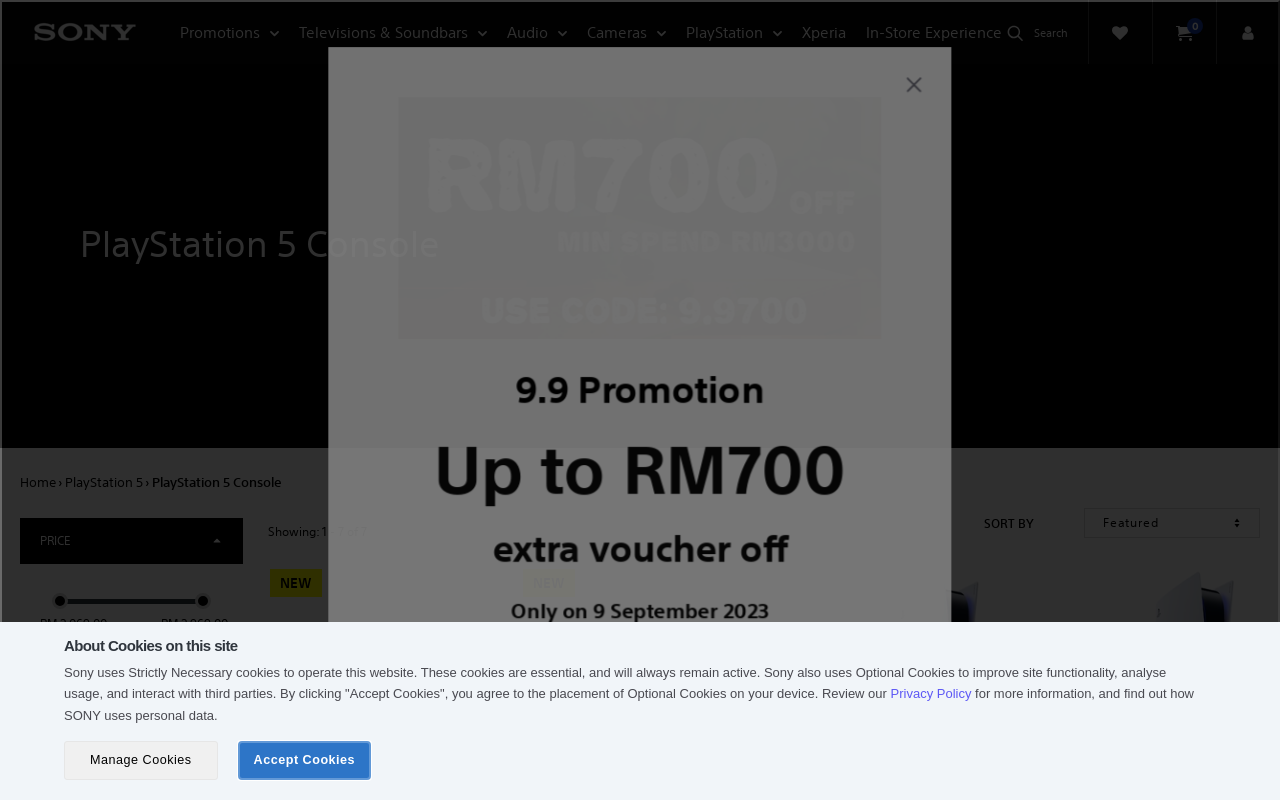 SONY
Promotions
Televisions & Soundbars
Audio
Cameras
PlayStation
Xperia
In-Store Experience
Search
0
RM700 OFF
MIN SPEND RM3000
USE CODE: 9.9700
PlayStation 5 Console
9.9 Promotion
Up to RM700
extra voucher off
Only on 9 September 2023
Home › PlayStation 5 › PlayStation 5 Console
PRICE
Showing: 1
SORT BY
Featured
NEW
NEW
About Cookies on this site
Sony uses Strictly Necessary cookies to operate this website. These cookies are essential, and will always remain active. Sony also uses Optional Cookies to improve site functionality, analyse
usage, and interact with third parties. By clicking "Accept Cookies", you agree to the placement of Optional Cookies on your device. Review our Privacy Policy for more information, and find out how
SONY uses personal data.
Manage Cookies
Accept Cookies